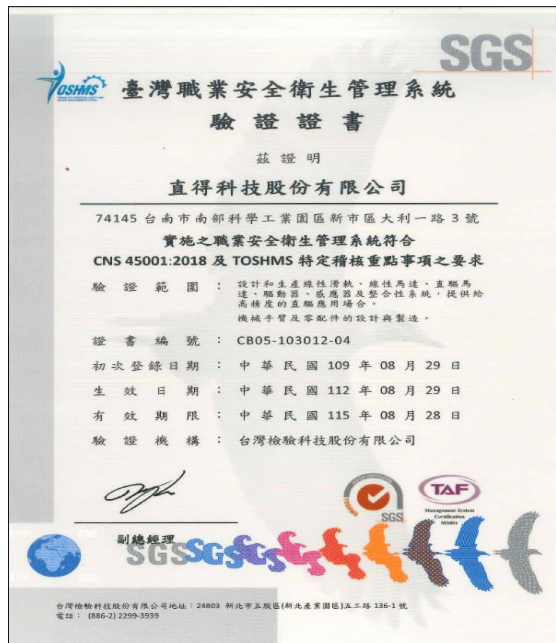 SGS
TOSHMS
臺灣職業安全衛生管理系統
驗證證書
茲證明
直得科技股份有限公司
74145 台南市南部科學工業園區新市區大利一路 3 號
實施之職業安全衛生管理系統符合
CNS 45001:2018 及 TOSHMS 特定稽核重點事項之要求
驗證範圍：設計和生產線性滑軌、線性馬達、直驅馬
達、驅動器、感應器及整合性系統，提供給
高精度的直驅應用場合。
機械手臂及零配件的設計與製造。
證書編號：CB05-103012-04
初次登錄日期：中華民國 109 年 08 月 29 日
生效日期：中華民國 112 年 08 月 29 日
有效期限：中華民國 115 年 08 月 28 日
驗證機構：台灣檢驗科技股份有限公司
SGS
TAF
Management System
Certification
MS001
副總經理
SGSSGSSGSSGS
台灣檢驗科技股份有限公司地址：24803 新北市五股區(新北產業園區)五工路 136-1 號
電話： (886-2) 2299-3939